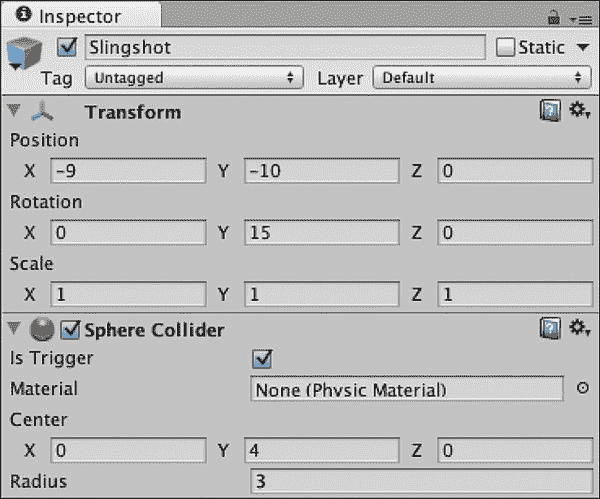 Inspector
Slingshot Static
Tag Untagged Layer Default
Transform
Position
X -9 Y -10 Z 0
Rotation
X 0 Y 15 Z 0
Scale
X 1 Y 1 Z 1
Sphere Collider
Is Trigger
Material None (Physic Material)
Center
X 0 Y 4 Z 0
Radius 3